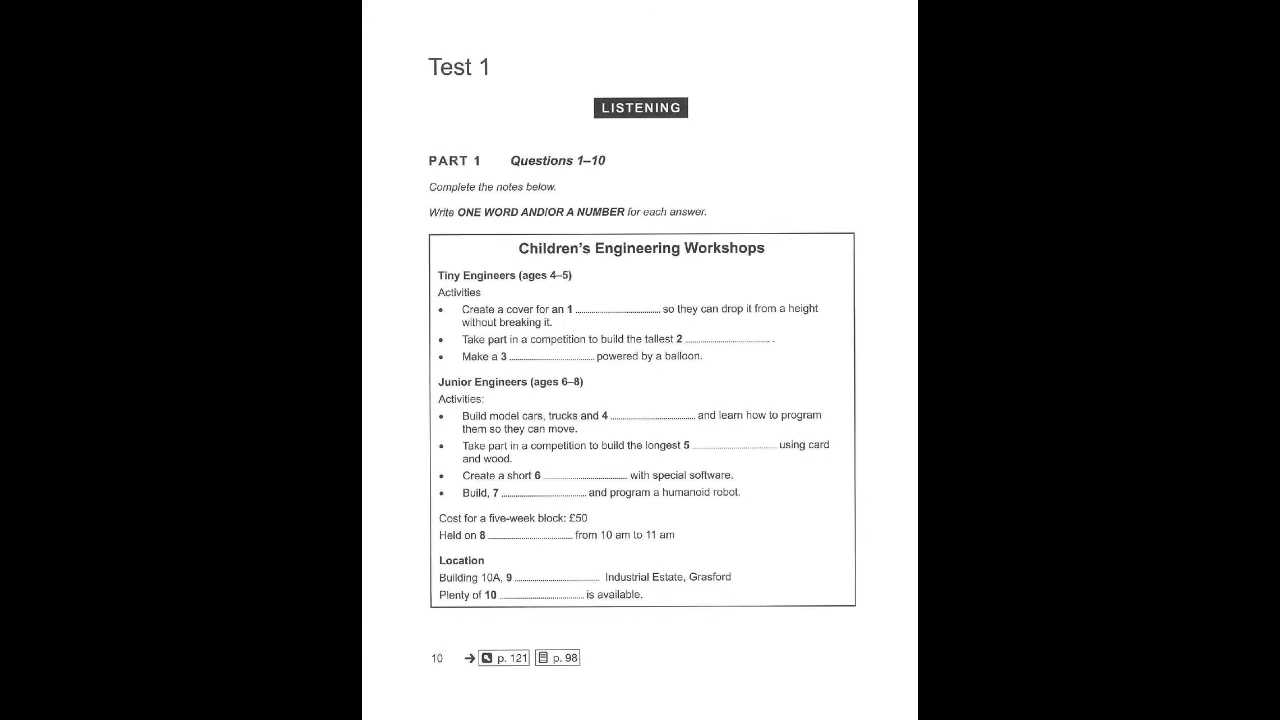 Test 1
LISTENING
PART 1 Questions 1–10
Complete the notes below.
Write ONE WORD AND/OR A NUMBER for each answer.
Children's Engineering Workshops
Tiny Engineers (ages 4–5)
Activities
• Create a cover for an 1 .............................. so they can drop it from a height
without breaking it.
• Take part in a competition to build the tallest 2 .............................. .
• Make a 3 .............................. powered by a balloon.
Junior Engineers (ages 6–8)
Activities:
• Build model cars, trucks and 4 .............................. and learn how to program
them so they can move.
• Take part in a competition to build the longest 5 .............................. using card
and wood.
• Create a short 6 .............................. with special software.
• Build, 7 .............................. and program a humanoid robot.
Cost for a five-week block: £50
Held on 8 .............................. from 10 am to 11 am
Location
Building 10A, 9 .............................. Industrial Estate, Grasford
Plenty of 10 .............................. is available.
10 → p. 121 p. 98